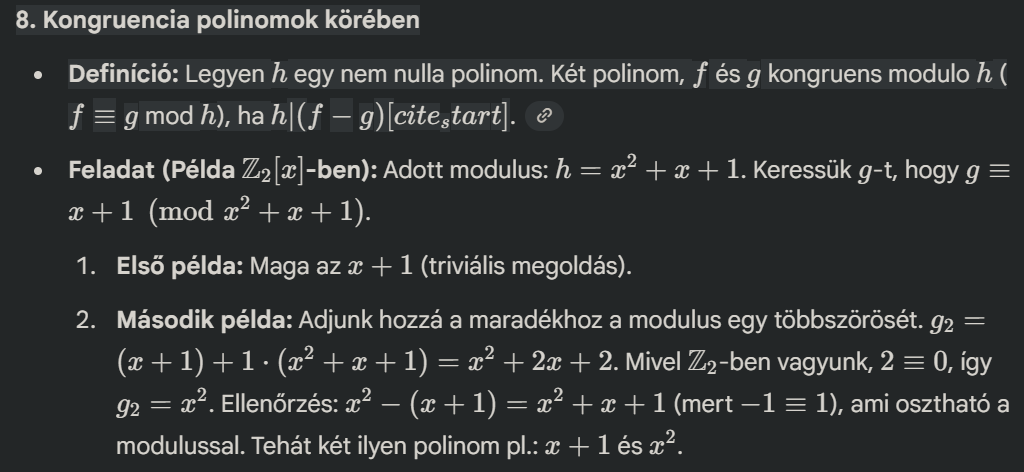 8. Kongruencia polinomok körében
• Definíció: Legyen h egy nem nulla polinom. Két polinom, f és g kongruens modulo h (
f ≡ g mod h), ha h|(f − g)[cite_start].
• Feladat (Példa ℤ₂[x]-ben): Adott modulus: h = x² + x + 1. Keressük g-t, hogy g ≡
x + 1 (mod x² + x + 1).
1. Első példa: Maga az x + 1 (triviális megoldás).
2. Második példa: Adjunk hozzá a maradékhoz a modulus egy többszörösét. g₂ =
(x + 1) + 1 · (x² + x + 1) = x² + 2x + 2. Mivel ℤ₂-ben vagyunk, 2 ≡ 0, így
g₂ = x². Ellenőrzés: x² − (x + 1) = x² + x + 1 (mert −1 ≡ 1), ami osztható a
modulussal. Tehát két ilyen polinom pl.: x + 1 és x².